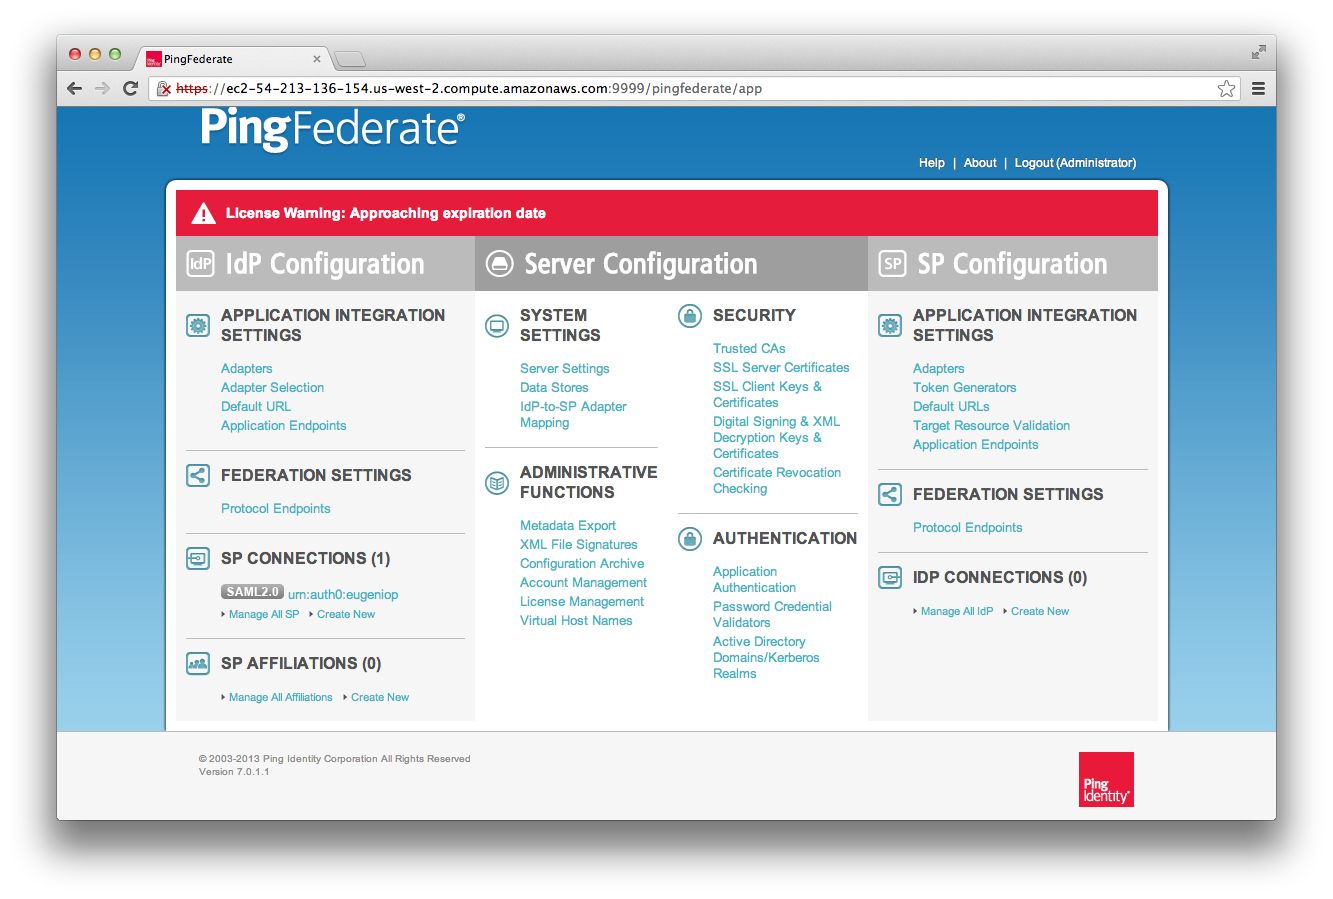 PingFederate
https://ec2-54-213-136-154.us-west-2.compute.amazonaws.com:9999/pingfederate/app
PingFederate®
Help | About | Logout (Administrator)
License Warning: Approaching expiration date
IdP IdP Configuration
APPLICATION INTEGRATION
SETTINGS
Adapters
Adapter Selection
Default URL
Application Endpoints
FEDERATION SETTINGS
Protocol Endpoints
SP CONNECTIONS (1)
SAML2.0 urn:auth0:eugeniop
Manage All SP Create New
SP AFFILIATIONS (0)
Manage All Affiliations Create New
Server Configuration
SYSTEM
SETTINGS
Server Settings
Data Stores
IdP-to-SP Adapter
Mapping
ADMINISTRATIVE
FUNCTIONS
Metadata Export
XML File Signatures
Configuration Archive
Account Management
License Management
Virtual Host Names
SECURITY
Trusted CAs
SSL Server Certificates
SSL Client Keys &
Certificates
Digital Signing & XML
Decryption Keys &
Certificates
Certificate Revocation
Checking
AUTHENTICATION
Application
Authentication
Password Credential
Validators
Active Directory
Domains/Kerberos
Realms
SP SP Configuration
APPLICATION INTEGRATION
SETTINGS
Adapters
Token Generators
Default URLs
Target Resource Validation
Application Endpoints
FEDERATION SETTINGS
Protocol Endpoints
IDP CONNECTIONS (0)
Manage All IdP Create New
© 2003-2013 Ping Identity Corporation All Rights Reserved
Version 7.0.1.1
Ping
Identity